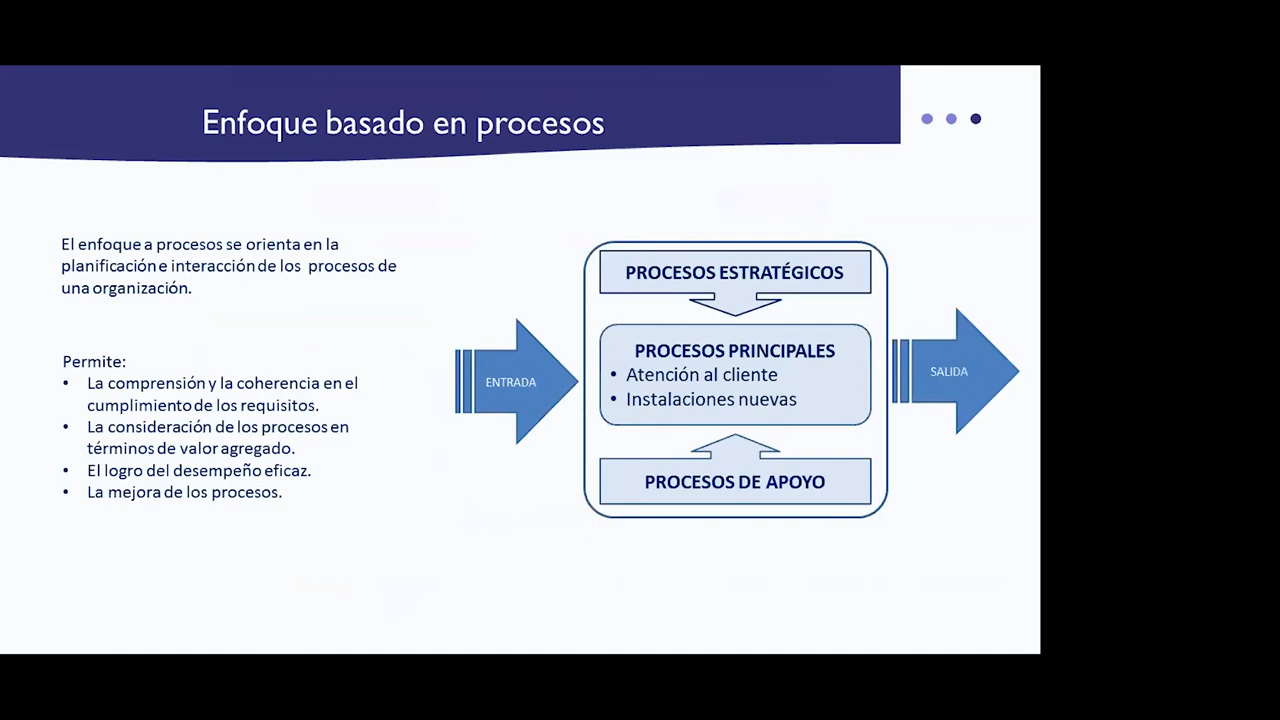 Enfoque basado en procesos
El enfoque a procesos se orienta en la
planificación e interacción de los procesos de
una organización.
Permite:
• La comprensión y la coherencia en el
cumplimiento de los requisitos.
• La consideración de los procesos en
términos de valor agregado.
• El logro del desempeño eficaz.
• La mejora de los procesos.
ENTRADA
PROCESOS ESTRATÉGICOS
PROCESOS PRINCIPALES
• Atención al cliente
• Instalaciones nuevas
PROCESOS DE APOYO
SALIDA